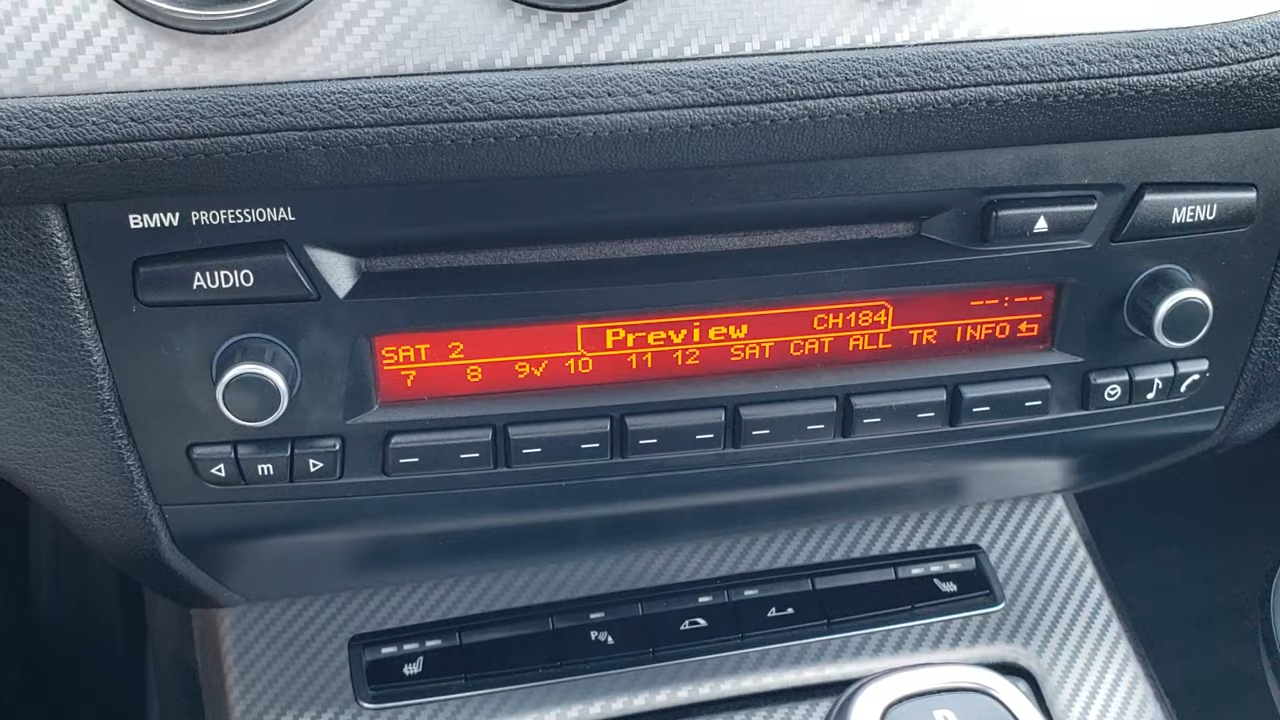 BMW PROFESSIONAL
MENU
AUDIO
SAT 2 Preview CH184 --:--
7 8 9✓ 10 11 12 SAT CAT ALL TR INFO
m
P